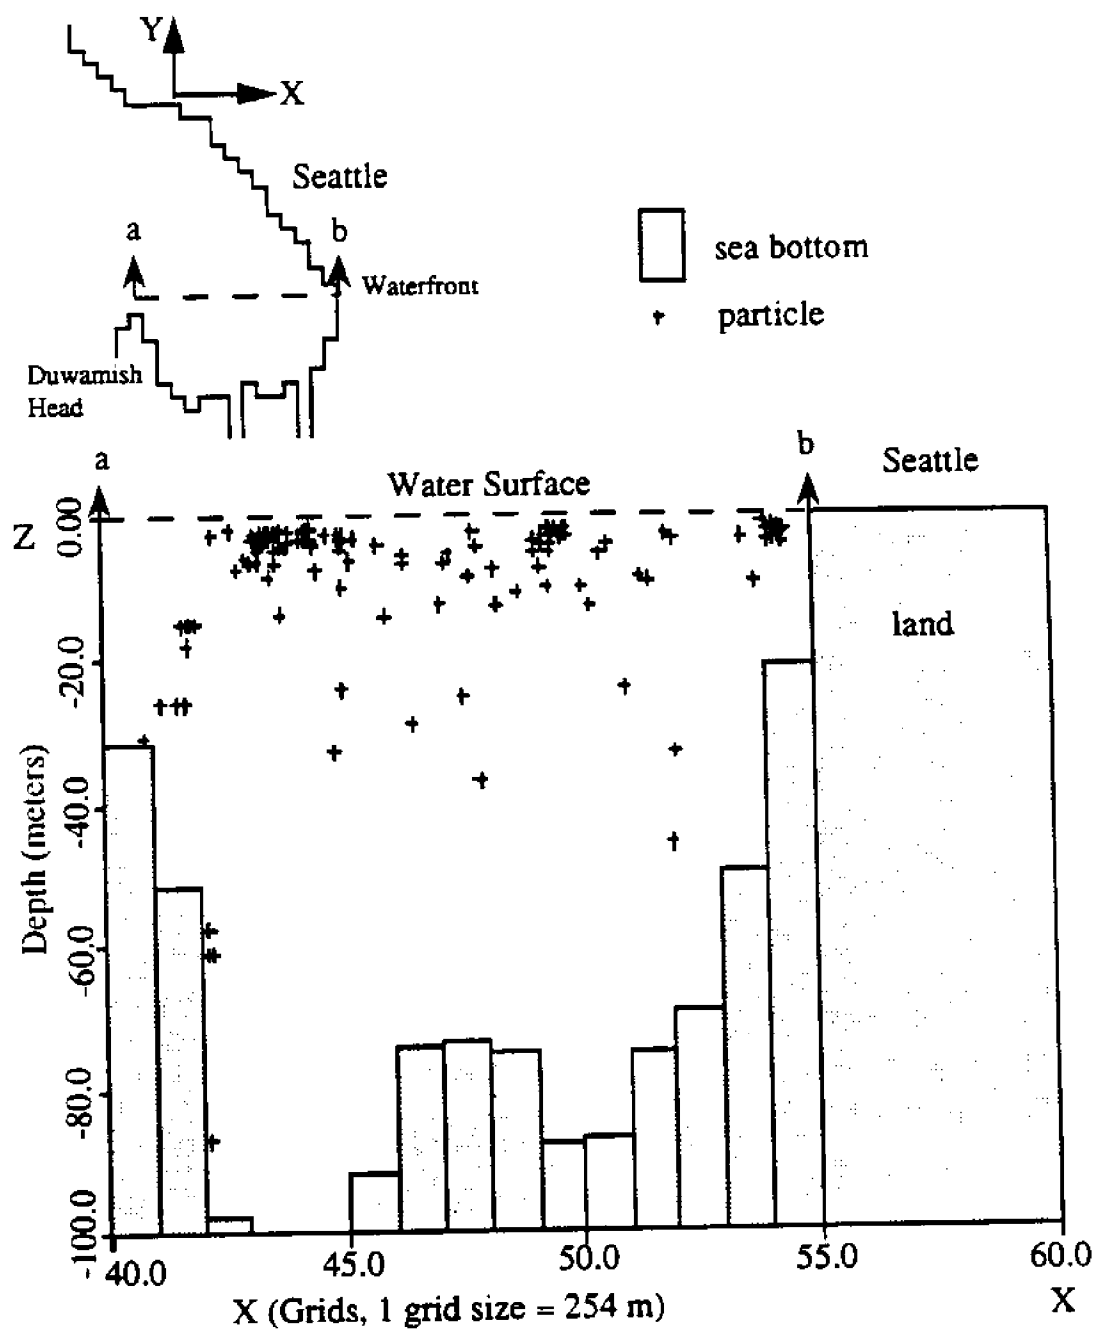 Y
X
Seattle
a
b
Waterfront
Duwamish
Head
sea bottom
particle
a
b
Seattle
Water Surface
Z
0.00
land
-20.0
-40.0
-60.0
-80.0
-100.0
Depth (meters)
40.0
45.0
50.0
55.0
60.0
X (Grids, 1 grid size = 254 m)
X